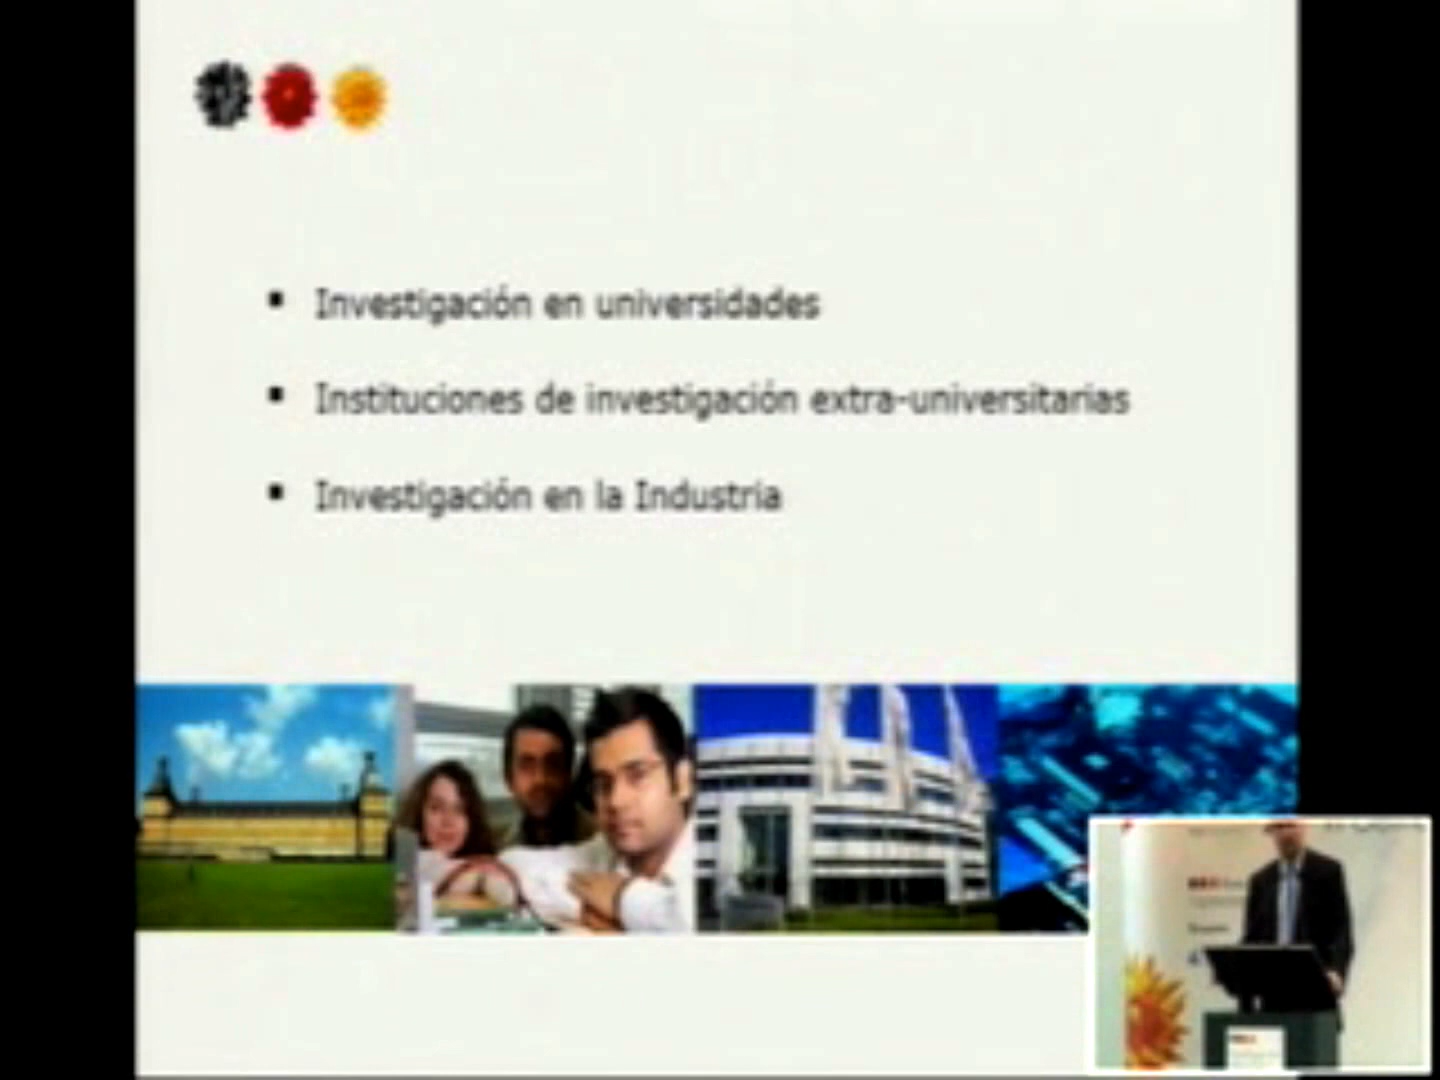 Investigación en universidades
Instituciones de investigación extra-universitarias
Investigación en la Industria